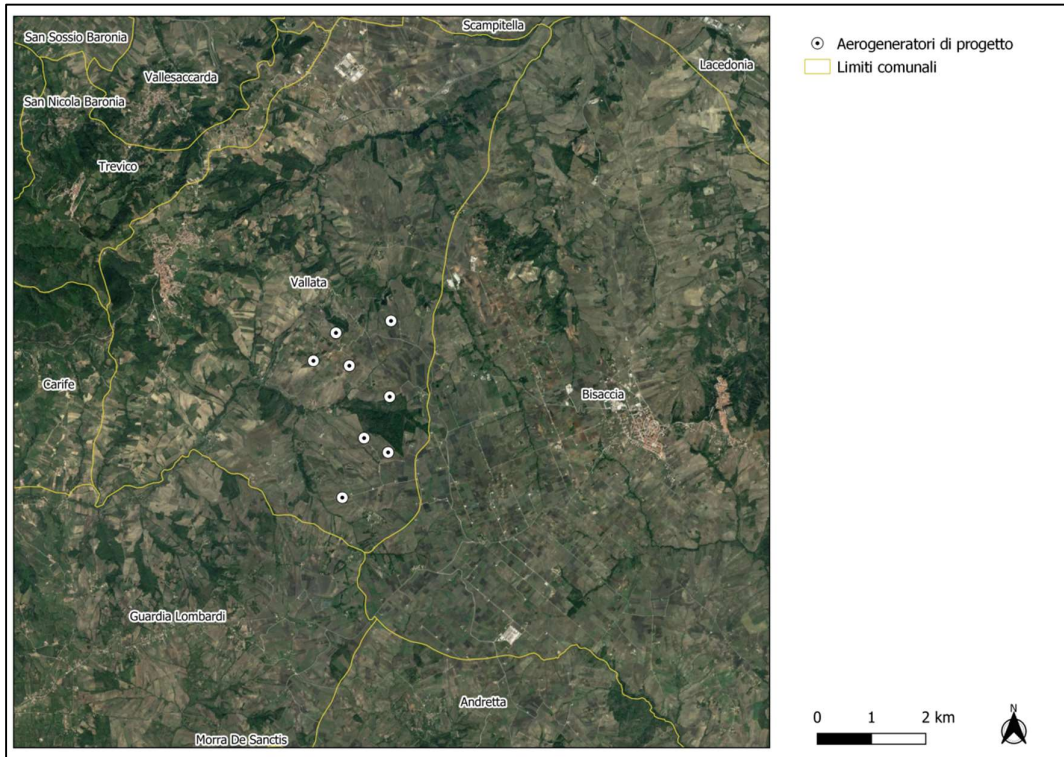 Scampitella
San Sossio Baronia
Vallesaccarda
Lacedonia
San Nicola Baronia
Trevico
Vallata
Carife
Bisaccia
Guardia Lombardi
Andretta
Morra De Sanctis
Aerogeneratori di progetto
Limiti comunali
0 1 2 km
N